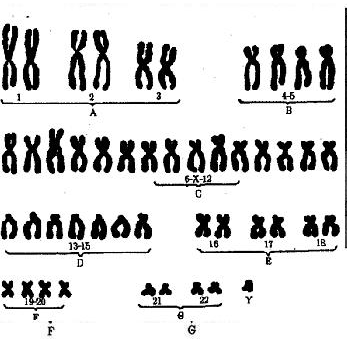 1 2 3 4-5
A B
6-X-12
C
13-15 16 17 18
D E
19-20 21 22 Y
F G
F G